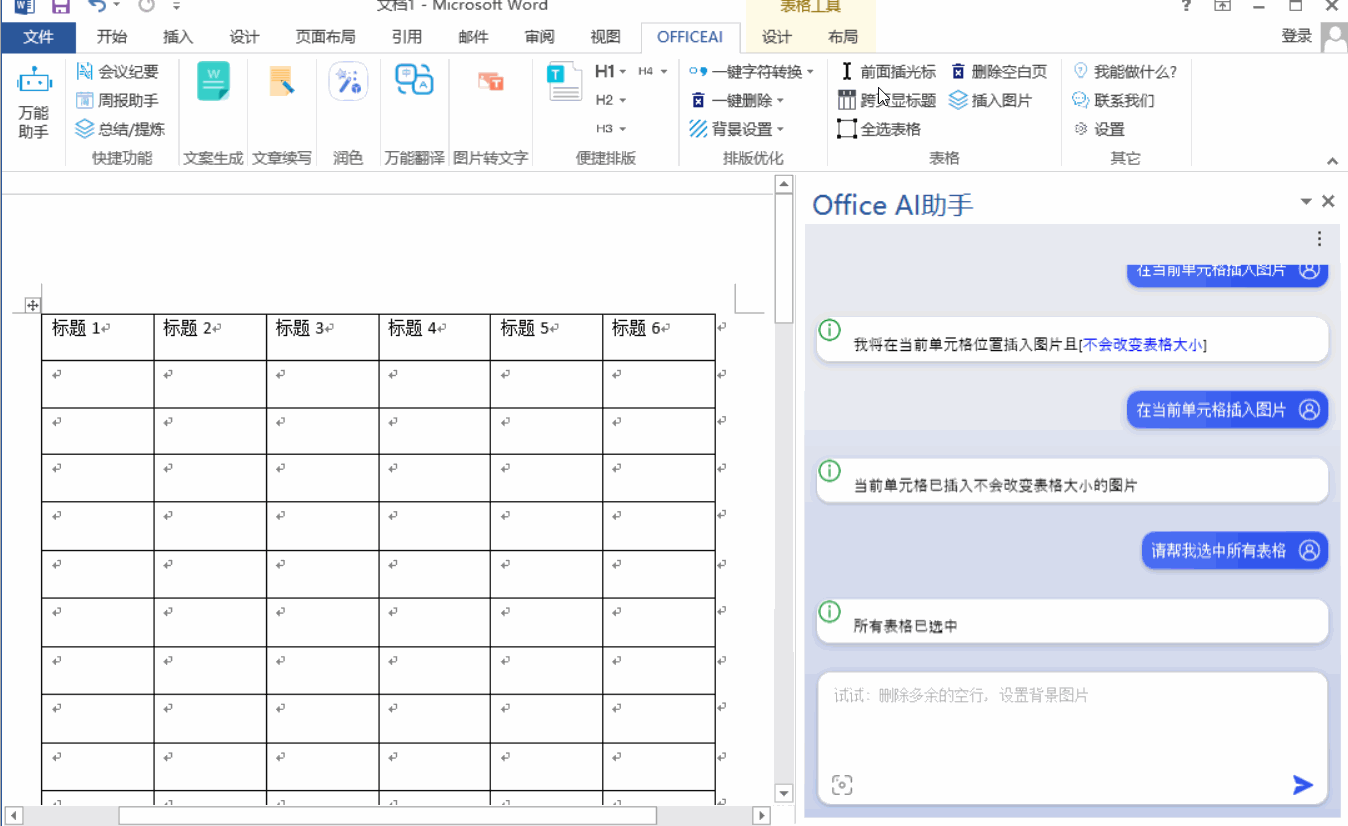 文档1 - Microsoft Word
表格工具
文件 开始 插入 设计 页面布局 引用 邮件 审阅 视图 OFFICEAI 设计 布局 登录
万能助手
会议纪要
周报助手
总结/提炼
快捷功能
文案生成
文章续写
润色
万能翻译
图片转文字
H1 H4
H2
H3
便捷排版
一键字符转换
一键删除
背景设置
排版优化
前面插光标 删除空白页
显标题 插入图片
全选表格
表格
我能做什么?
联系我们
设置
其它
标题 1 标题 2 标题 3 标题 4 标题 5 标题 6
Office AI助手
在当前单元格插入图片
我将在当前单元格位置插入图片且[不会改变表格大小]
在当前单元格插入图片
当前单元格已插入不会改变表格大小的图片
请帮我选中所有表格
所有表格已选中
试试：删除多余的空行，设置背景图片